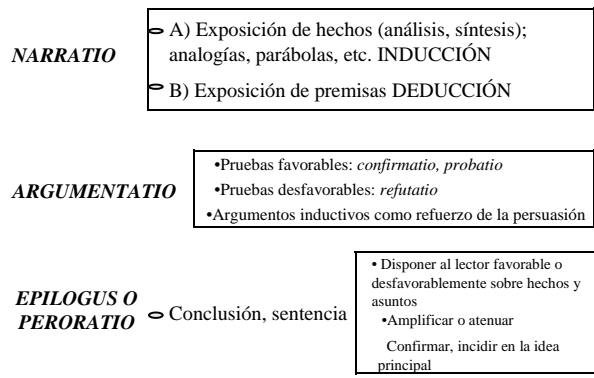 NARRATIO
A) Exposición de hechos (análisis, síntesis);
analogías, parábolas, etc. INDUCCIÓN
B) Exposición de premisas DEDUCCIÓN
ARGUMENTATIO
•Pruebas favorables: confirmatio, probatio
•Pruebas desfavorables: refutatio
•Argumentos inductivos como refuerzo de la persuasión
EPILOGUS O
PERORATIO
Conclusión, sentencia
• Disponer al lector favorable o
desfavorablemente sobre hechos y
asuntos
•Amplificar o atenuar
Confirmar, incidir en la idea
principal